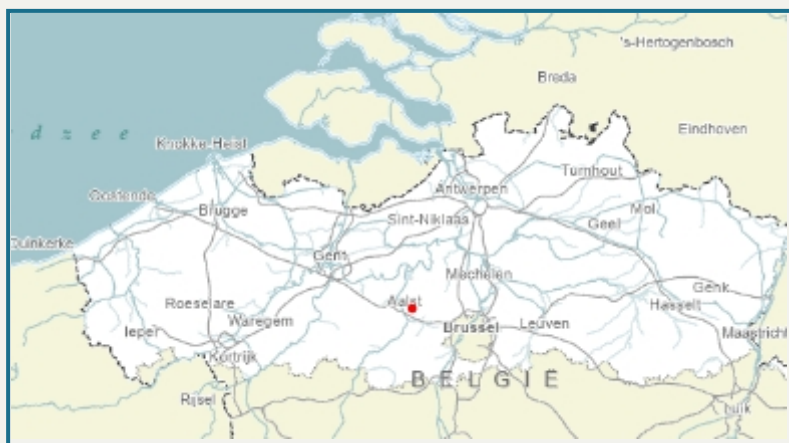 's-Hertogenbosch
Breda
d z e e
Eindhoven
Knokke-Heist
Turnhout
Antwerpen
Oostende
Brugge
Sint-Niklaas
Mol
Geel
Duinkerke
Gent
Mechelen
Genk
Roeselare
Aalst
Hasselt
Ieper
Waregem
Brussel
Leuven
Maastricht
Kortrijk
BELGIË
Rijsel
Luik